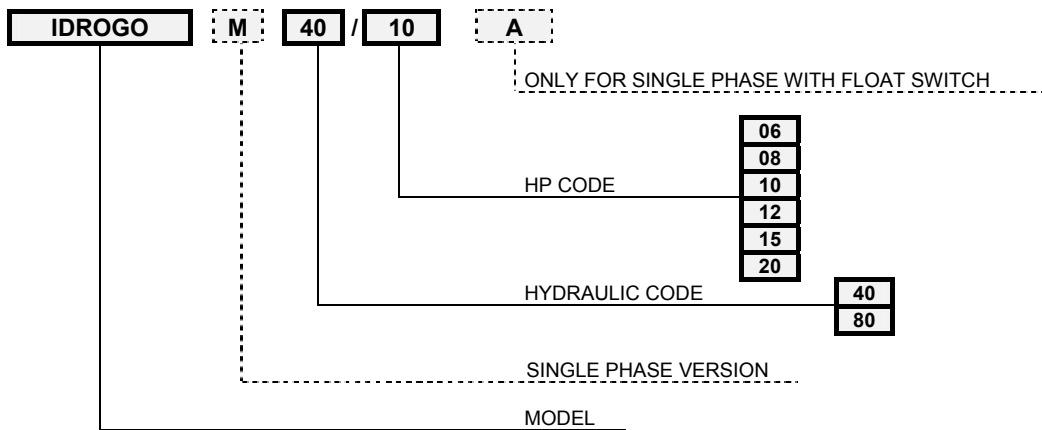 IDROGO M 40 / 10 A
ONLY FOR SINGLE PHASE WITH FLOAT SWITCH
06
08
HP CODE 10
12
15
20
HYDRAULIC CODE 40
80
SINGLE PHASE VERSION
MODEL